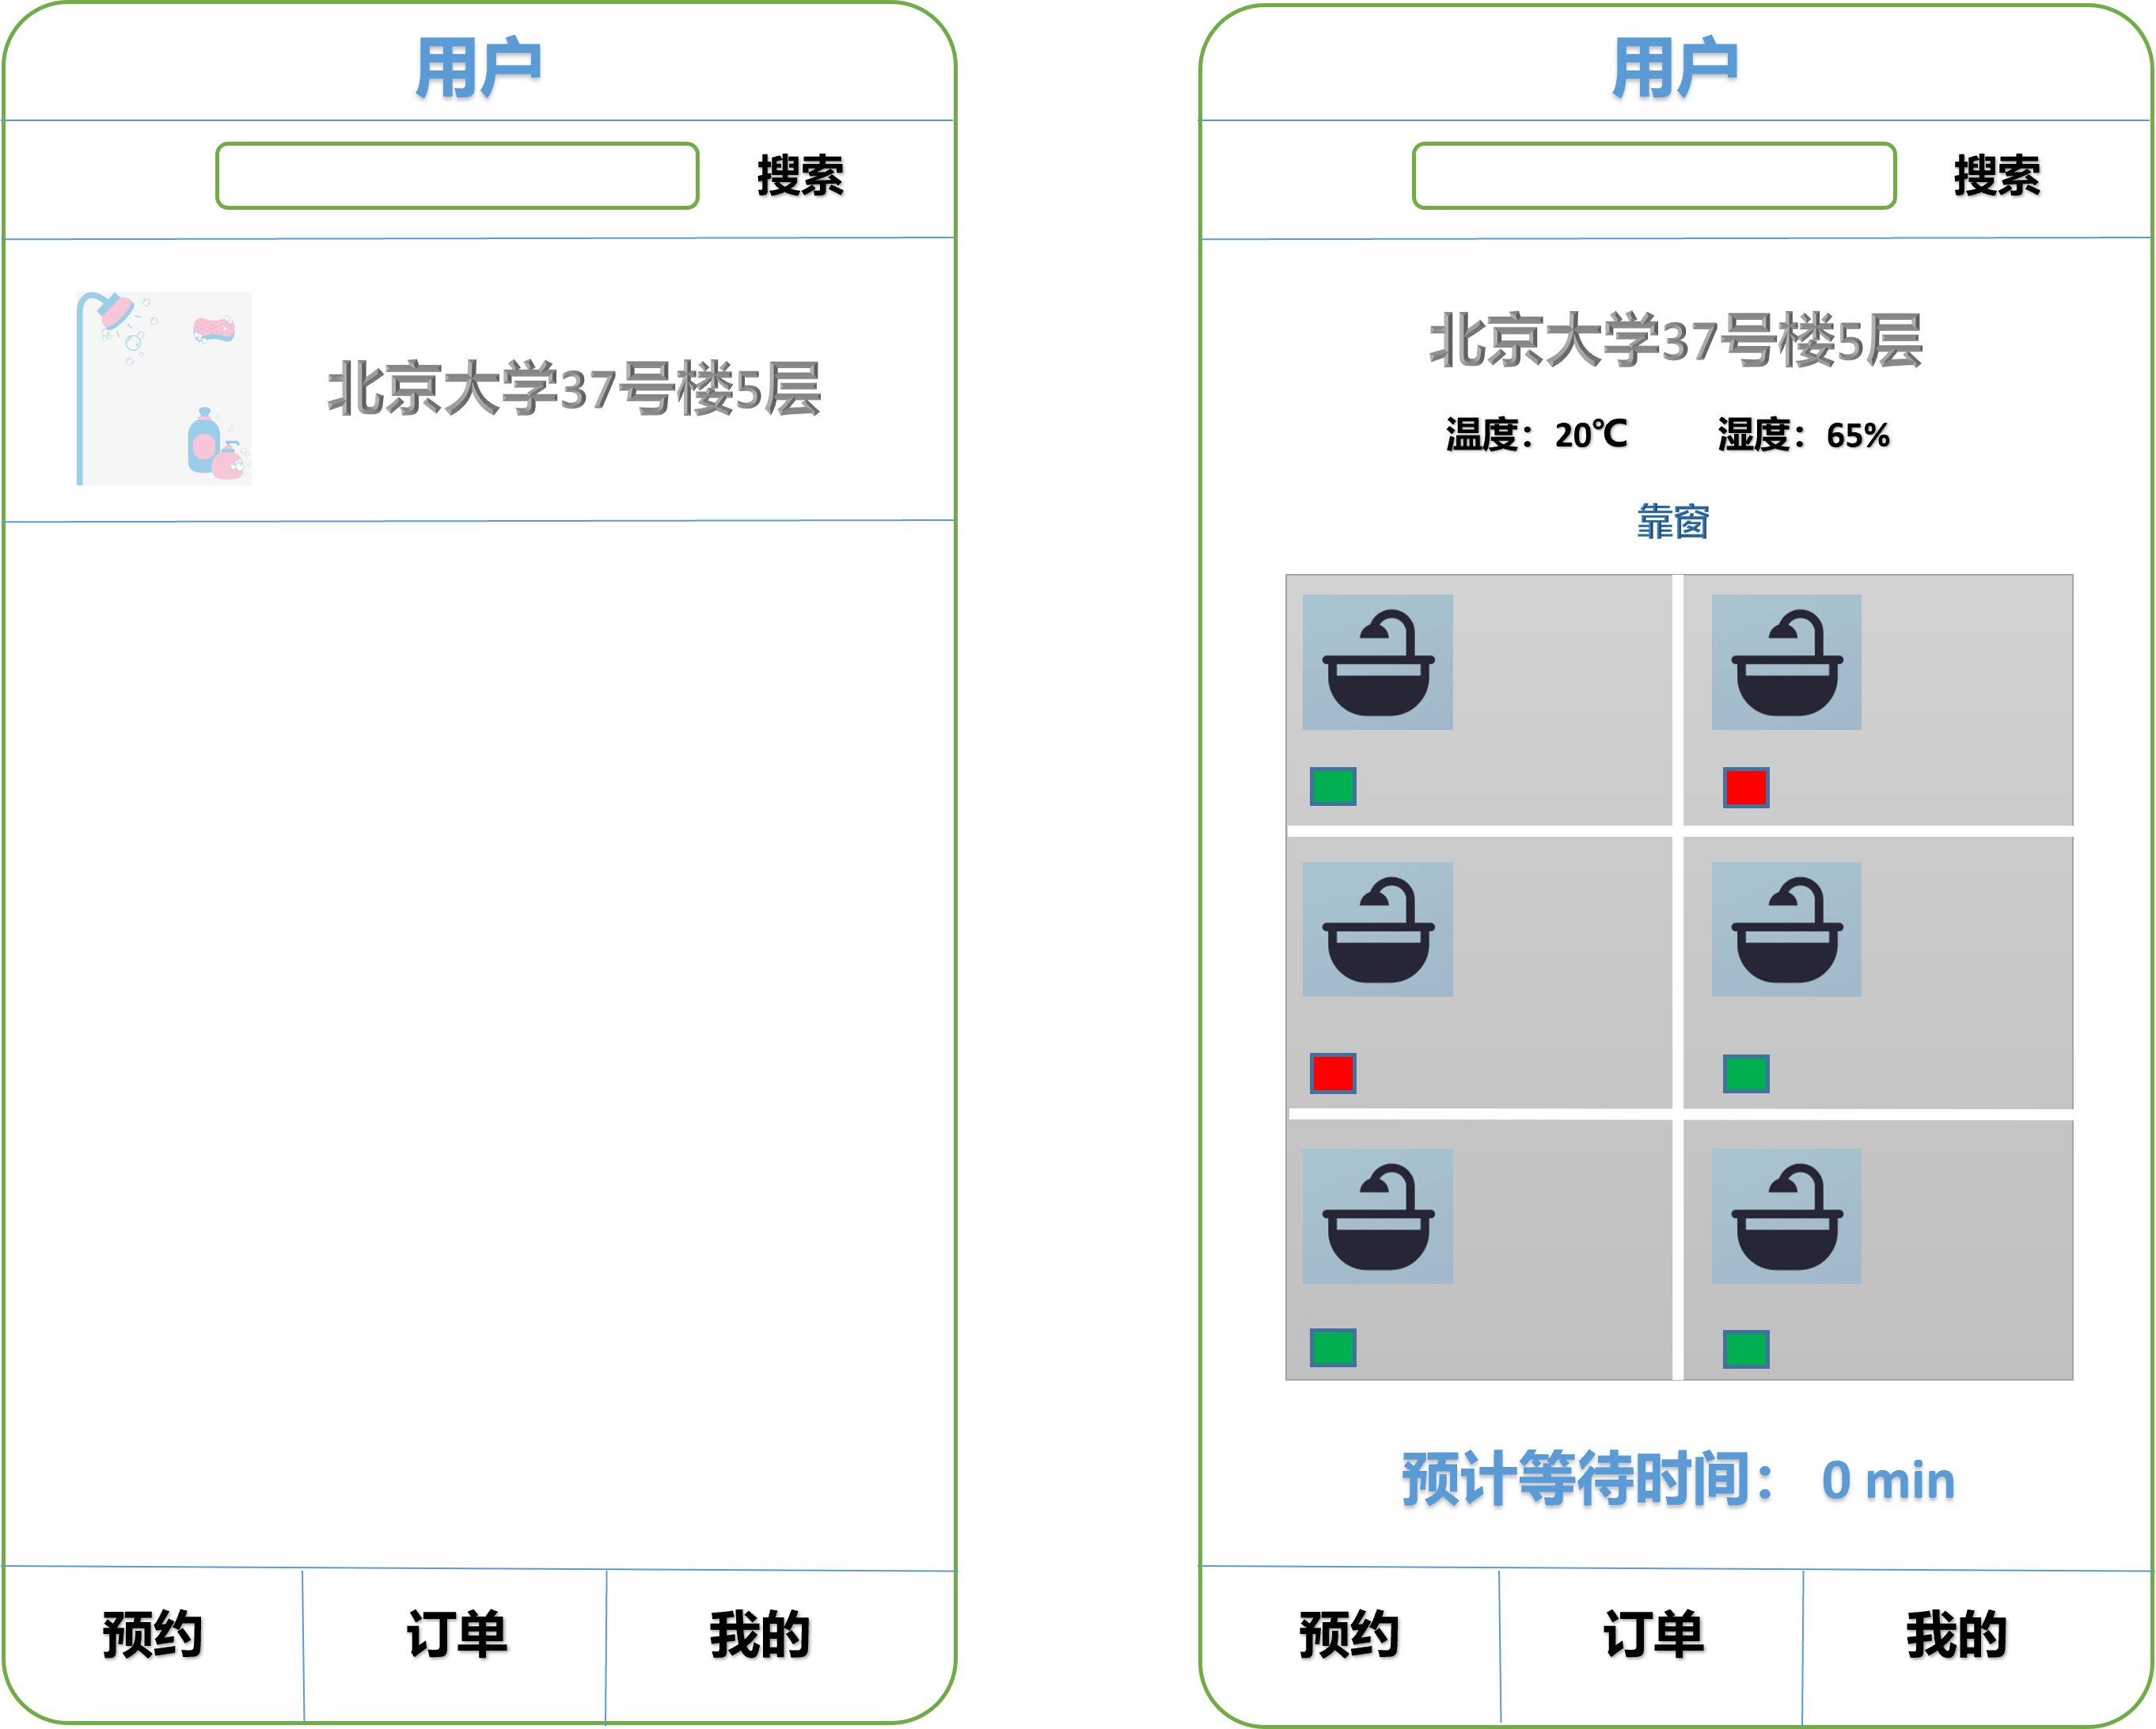 用户
搜索
北京大学37号楼5层
预约
订单
我的
用户
搜索
北京大学37号楼5层
温度：20℃ 湿度：65%
靠窗
预计等待时间： 0 min
预约
订单
我的